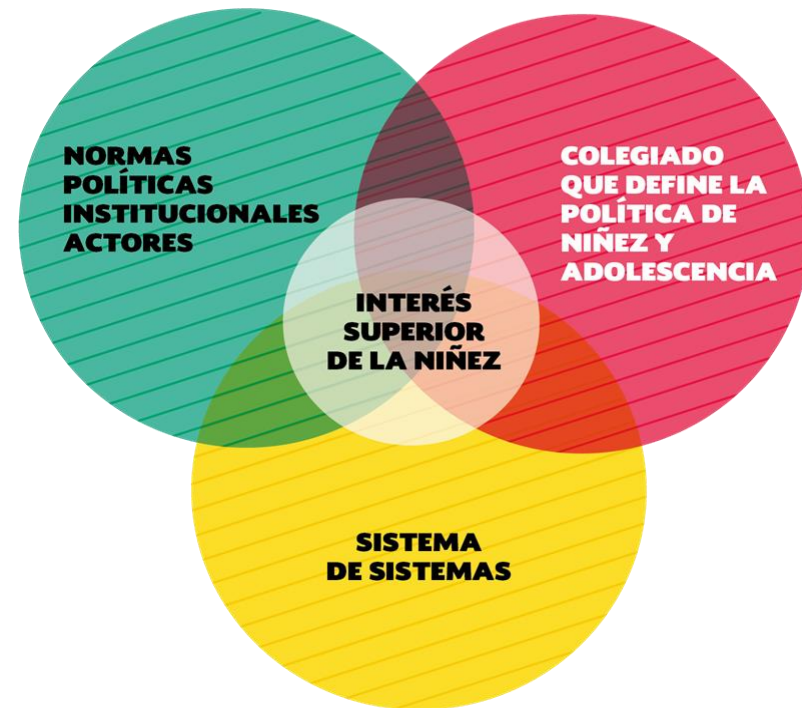 NORMAS
POLÍTICAS
INSTITUCIONALES
ACTORES
COLEGIADO
QUE DEFINE LA
POLÍTICA DE
NIÑEZ Y
ADOLESCENCIA
INTERÉS
SUPERIOR
DE LA NIÑEZ
SISTEMA
DE SISTEMAS